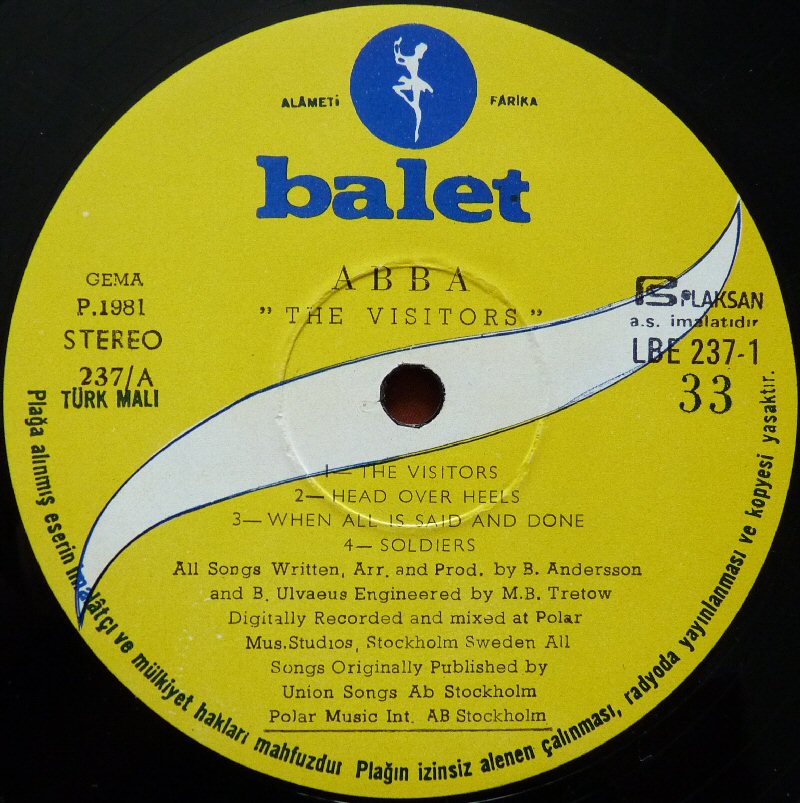 ALÂMETİ FÂRİKA
balet
ABBA
" THE VISITORS "
GEMA
P.1981
STEREO
237/A
TÜRK MALI
PLAKSAN
a.s. imalatıdır
LBE 237-1
33
1— THE VISITORS
2— HEAD OVER HEELS
3— WHEN ALL IS SAID AND DONE
4— SOLDIERS
All Songs Written, Arr. and Prod. by B. Andersson
and B. Ulvaeus Engineered by M.B. Tretow
Digitally Recorded and mixed at Polar
Mus.Studios, Stockholm Sweden All
Songs Originally Published by
Union Songs Ab Stockholm
Polar Music Int. AB Stockholm
Plağa alınmış eserin imalâtçı ve mülkiyet hakları mahfuzdur Plağın izinsiz alenen çalınması, radyoda yayınlanması ve kopyesi yasaktır.